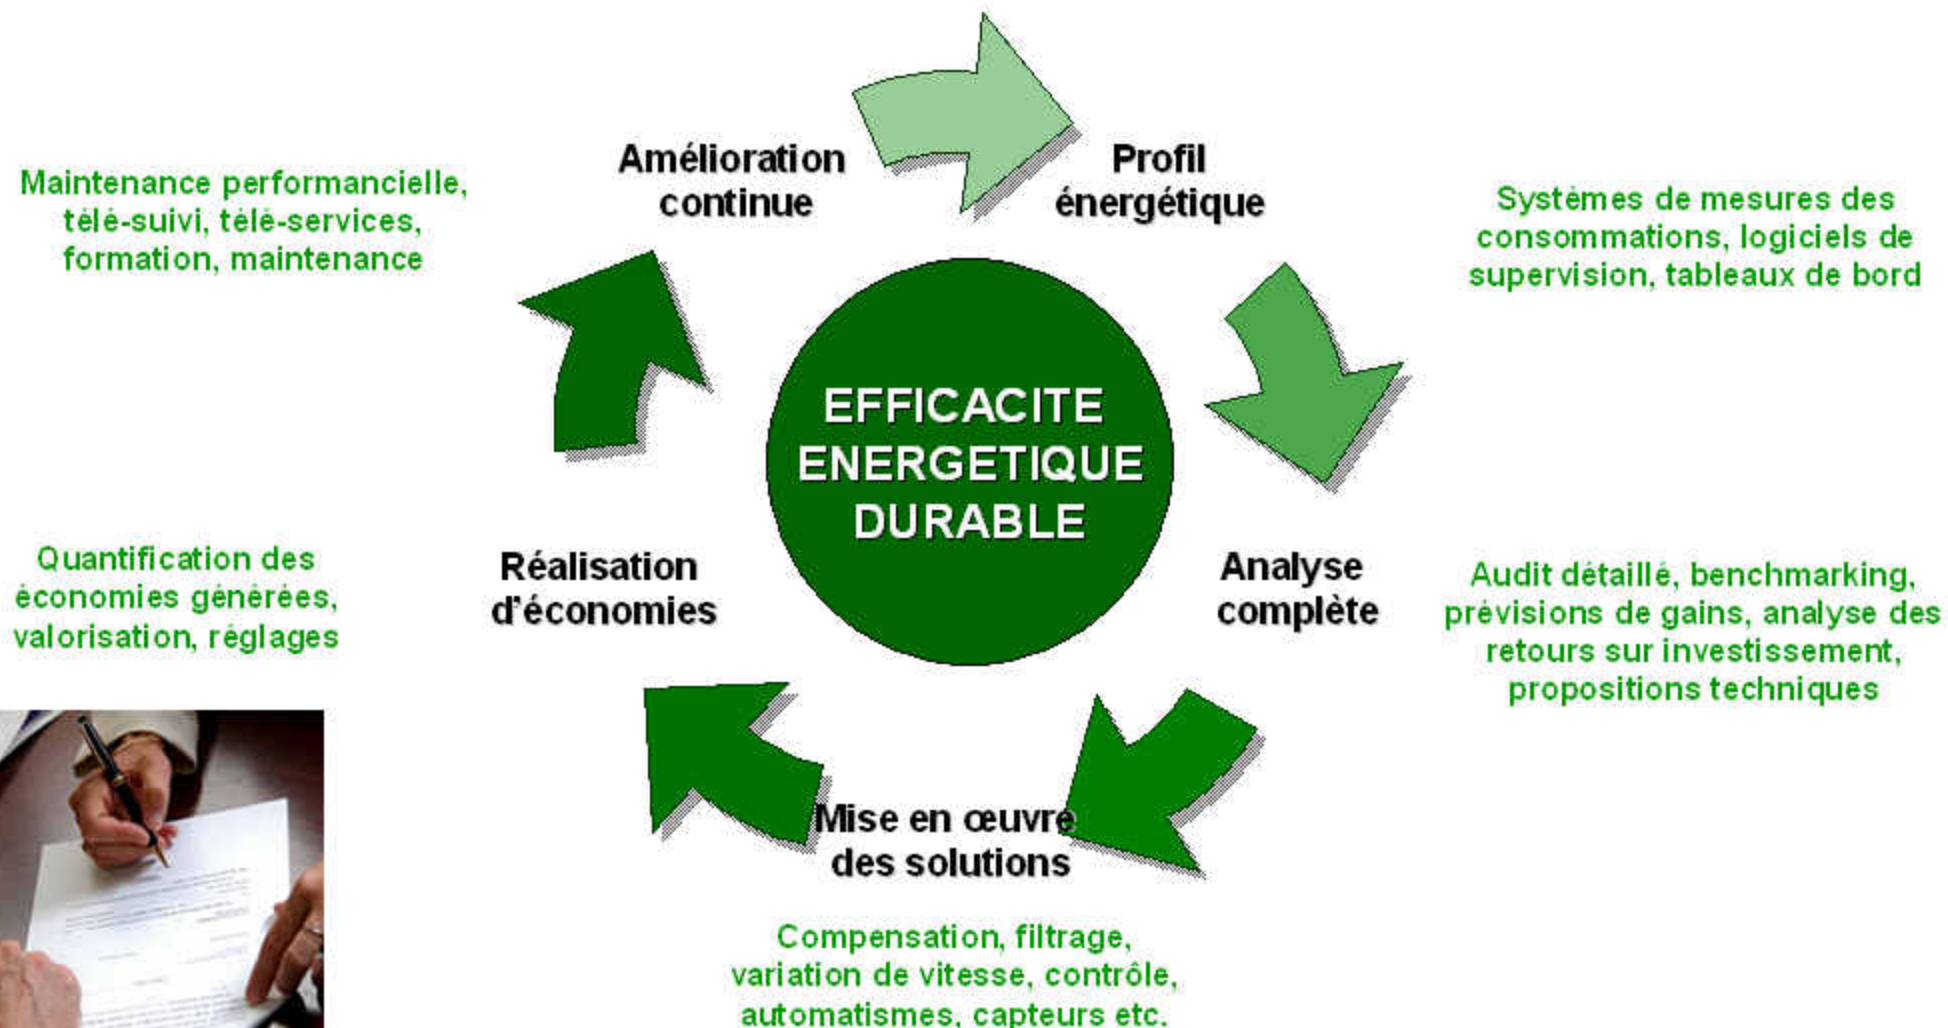 Amélioration
continue
Profil
énergétique
Maintenance performancielle,
télé-suivi, télé-services,
formation, maintenance
Systèmes de mesures des
consommations, logiciels de
supervision, tableaux de bord
EFFICACITE
ENERGETIQUE
DURABLE
Quantification des
économies générées,
valorisation, réglages
Réalisation
d'économies
Analyse
complète
Audit détaillé, benchmarking,
prévisions de gains, analyse des
retours sur investissement,
propositions techniques
Mise en œuvre
des solutions
Compensation, filtrage,
variation de vitesse, contrôle,
automatismes, capteurs etc.